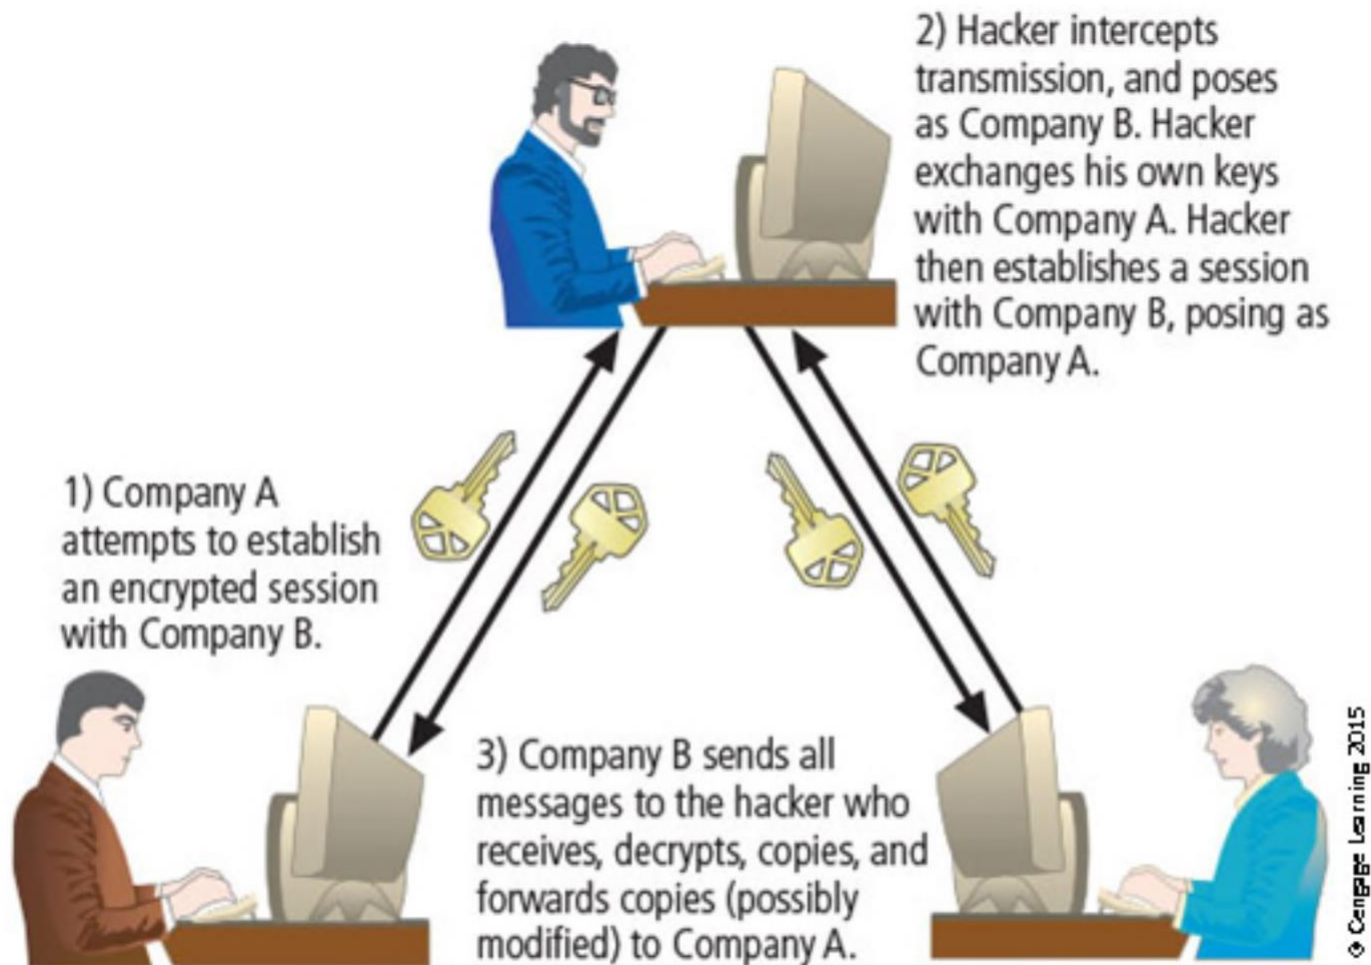 1) Company A
attempts to establish
an encrypted session
with Company B.
2) Hacker intercepts
transmission, and poses
as Company B. Hacker
exchanges his own keys
with Company A. Hacker
then establishes a session
with Company B, posing as
Company A.
3) Company B sends all
messages to the hacker who
receives, decrypts, copies, and
forwards copies (possibly
modified) to Company A.
© Cengage Learning 2015